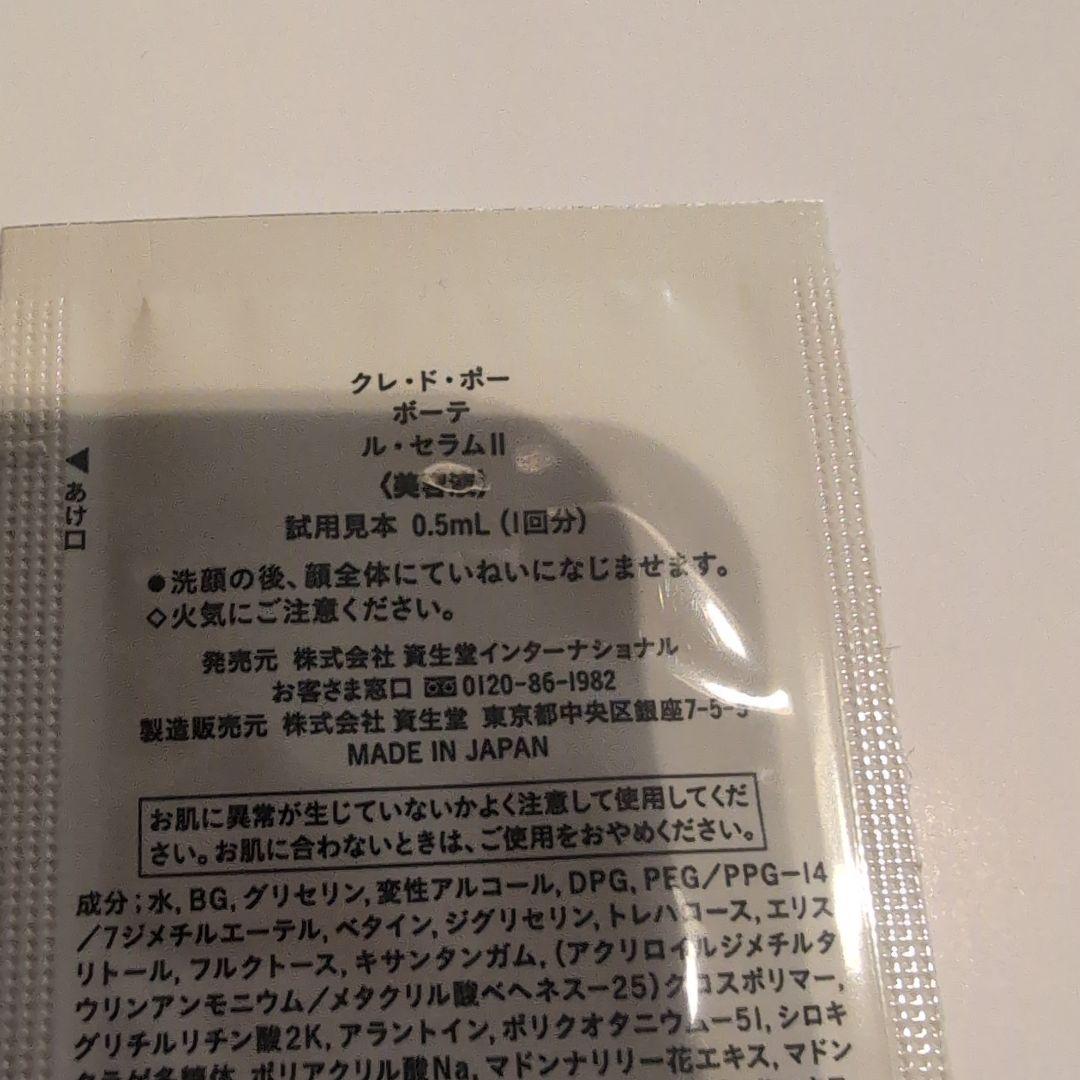 クレ・ド・ポー
ボーテ
ル・セラムII
〈美容液〉
◀あけ口
試用見本 0.5mL (1回分)
●洗顔の後、顔全体にていねいになじませます。
◇火気にご注意ください。
発売元 株式会社 資生堂インターナショナル
お客さま窓口 0120-86-1982
製造販売元 株式会社 資生堂 東京都中央区銀座7-5-5
MADE IN JAPAN
お肌に異常が生じていないかよく注意して使用してくだ
さい。お肌に合わないときは、ご使用をおやめください。
成分;水,BG,グリセリン,変性アルコール,DPG,PEG/PPG-14
/7ジメチルエーテル,ベタイン,ジグリセリン,トレハロース,エリス
リトール,フルクトース,キサンタンガム,(アクリロイルジメチルタ
ウリンアンモニウム/メタクリル酸ベヘネス-25)クロスポリマー,
グリチルリチン酸2K,アラントイン,ポリクオタニウム-51,シロキ
クラゲ多糖体,ポリアクリル酸Na,マドンナリリー花エキス,マドン